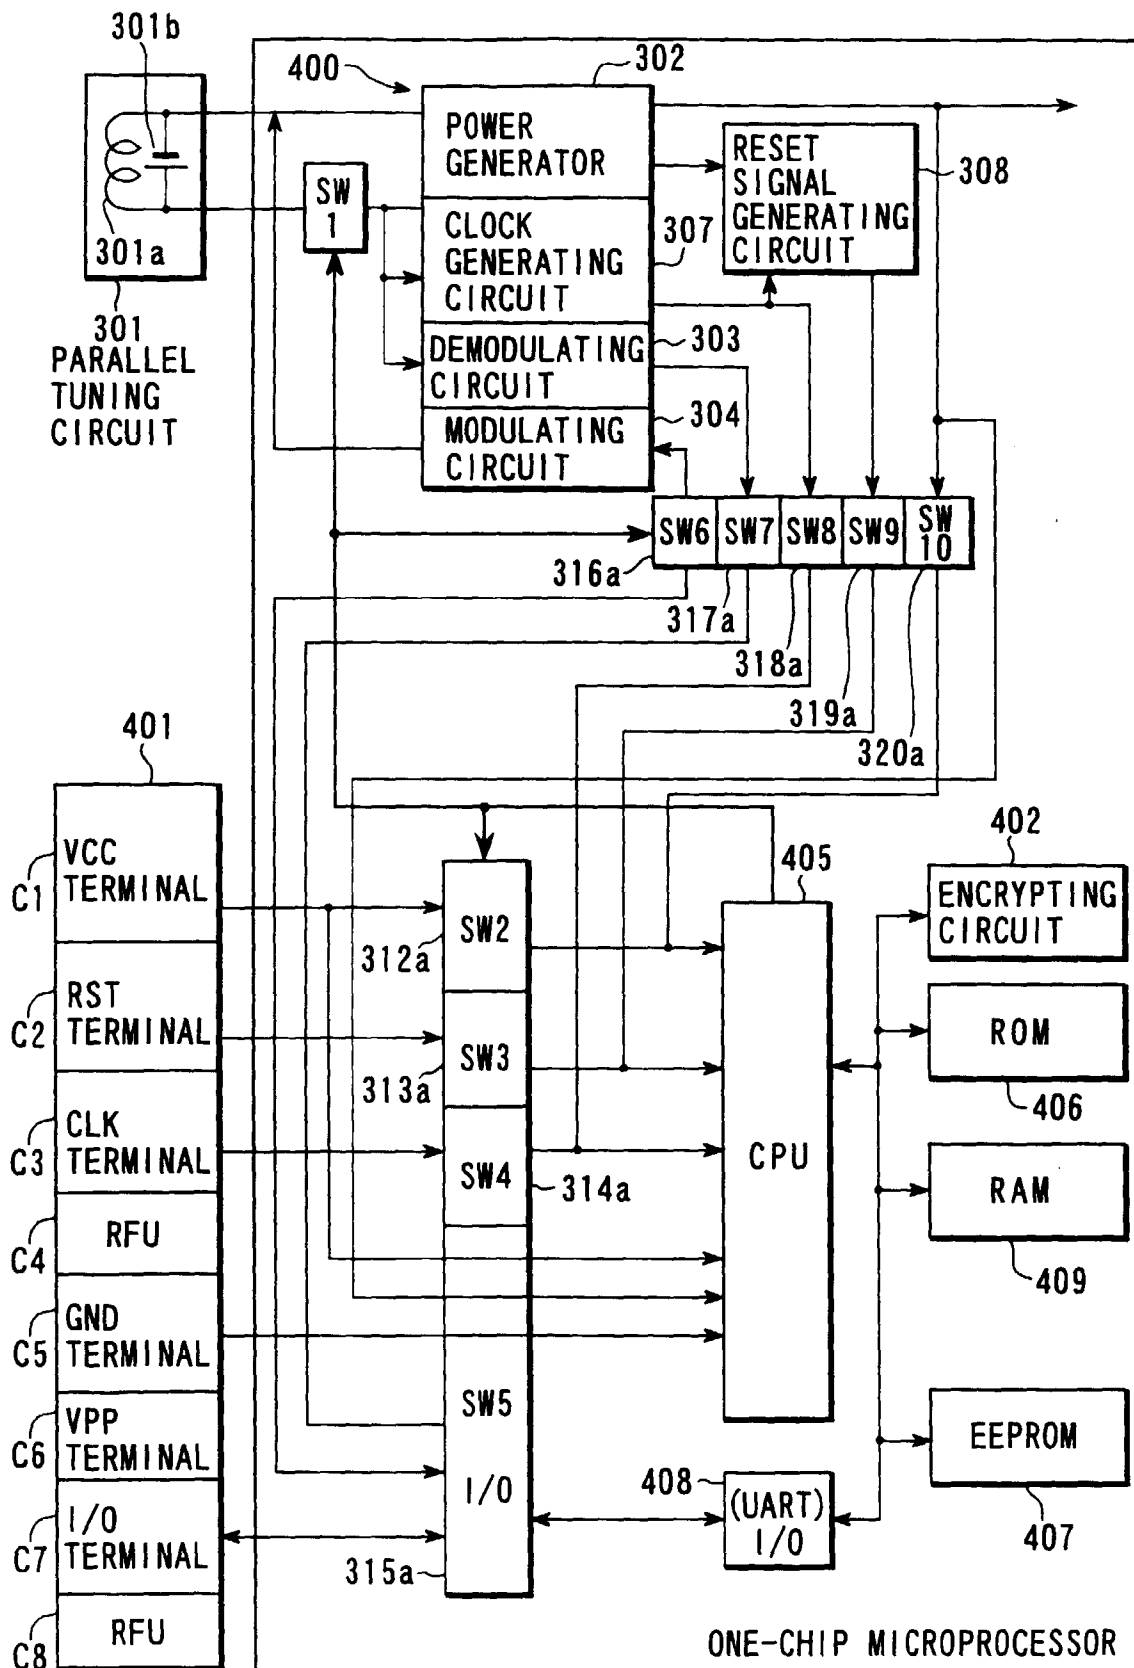 301b
302
400
POWER
GENERATOR
RESET
SIGNAL
GENERATING
CIRCUIT
308
SW
1
CLOCK
GENERATING
CIRCUIT
307
301a
301
PARALLEL
TUNING
CIRCUIT
DEMODULATING
CIRCUIT
303
MODULATING
CIRCUIT
304
SW6
SW7
SW8
SW9
SW
10
316a
317a
318a
319a
320a
401
VCC
TERMINAL
C1
RST
TERMINAL
C2
CLK
TERMINAL
C3
RFU
C4
GND
TERMINAL
C5
VPP
TERMINAL
C6
I/O
TERMINAL
C7
RFU
C8
SW2
312a
SW3
313a
SW4
314a
SW5
I/O
315a
405
CPU
402
ENCRYPTING
CIRCUIT
ROM
406
RAM
409
EEPROM
407
408
(UART)
I/O
ONE-CHIP MICROPROCESSOR